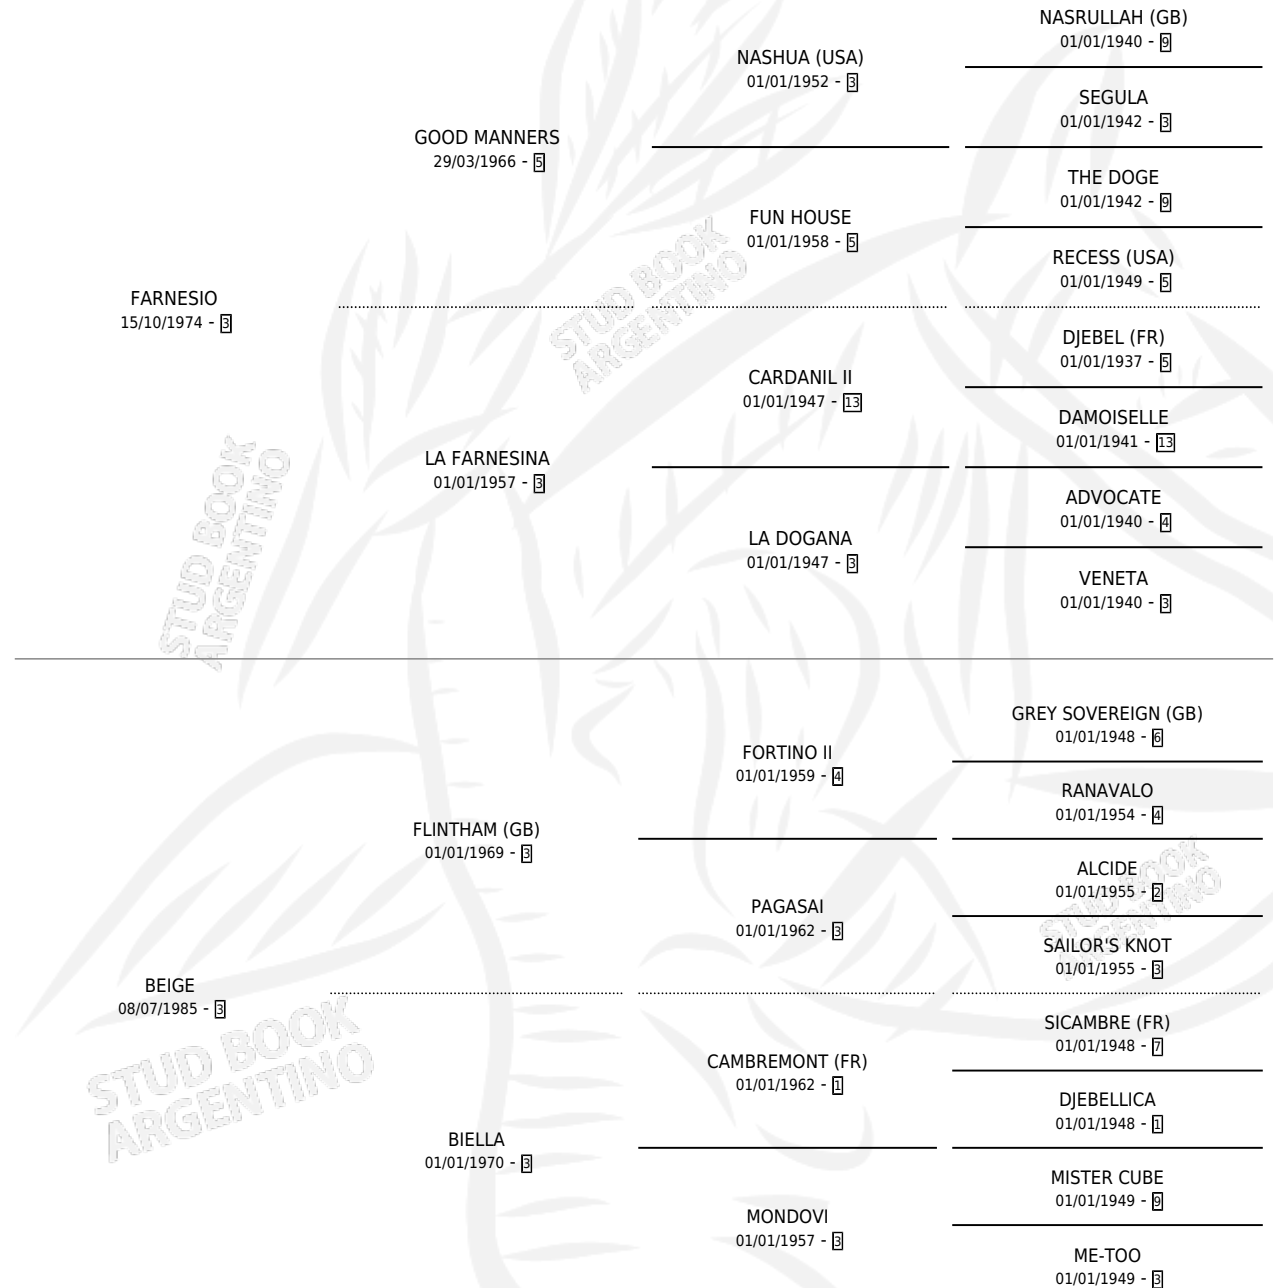 NASRULLAH (GB)
01/01/1940 - 9
NASHUA (USA)
01/01/1952 - 3
SEGULA
01/01/1942 - 3
GOOD MANNERS
29/03/1966 - 5
THE DOGE
01/01/1942 - 9
FUN HOUSE
01/01/1958 - 5
RECESS (USA)
01/01/1949 - 5
FARNESIO
15/10/1974 - 3
DJEBEL (FR)
01/01/1937 - 5
CARDANIL II
01/01/1947 - 13
DAMOISELLE
01/01/1941 - 13
LA FARNESINA
01/01/1957 - 3
ADVOCATE
01/01/1940 - 4
LA DOGANA
01/01/1947 - 3
VENETA
01/01/1940 - 3
STUD BOOK
ARGENTINO
STUD BOOK
ARGENTINO
GREY SOVEREIGN (GB)
01/01/1948 - 6
FORTINO II
01/01/1959 - 4
RANAVALO
01/01/1954 - 4
FLINTHAM (GB)
01/01/1969 - 3
ALCIDE
01/01/1955 - 2
PAGASAI
01/01/1962 - 3
SAILOR'S KNOT
01/01/1955 - 3
STUD BOOK
ARGENTINO
BEIGE
08/07/1985 - 3
SICAMBRE (FR)
01/01/1948 - 7
CAMBREMONT (FR)
01/01/1962 - 1
DJEBELLICA
01/01/1948 - 1
BIELLA
01/01/1970 - 3
MISTER CUBE
01/01/1949 - 9
MONDOVI
01/01/1957 - 3
ME-TOO
01/01/1949 - 3
STUD BOOK
ARGENTINO